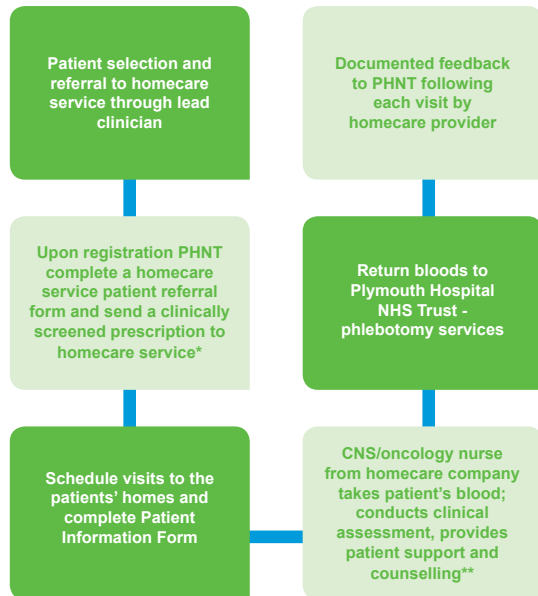 Patient selection and
referral to homecare
service through lead
clinician
Upon registration PHNT
complete a homecare
service patient referral
form and send a clinically
screened prescription to
homecare service*
Schedule visits to the
patients’ homes and
complete Patient
Information Form
CNS/oncology nurse
from homecare company
takes patient’s blood;
conducts clinical
assessment, provides
patient support and
counselling**
Return bloods to
Plymouth Hospital
NHS Trust -
phlebotomy services
Documented feedback
to PHNT following
each visit by
homecare provider